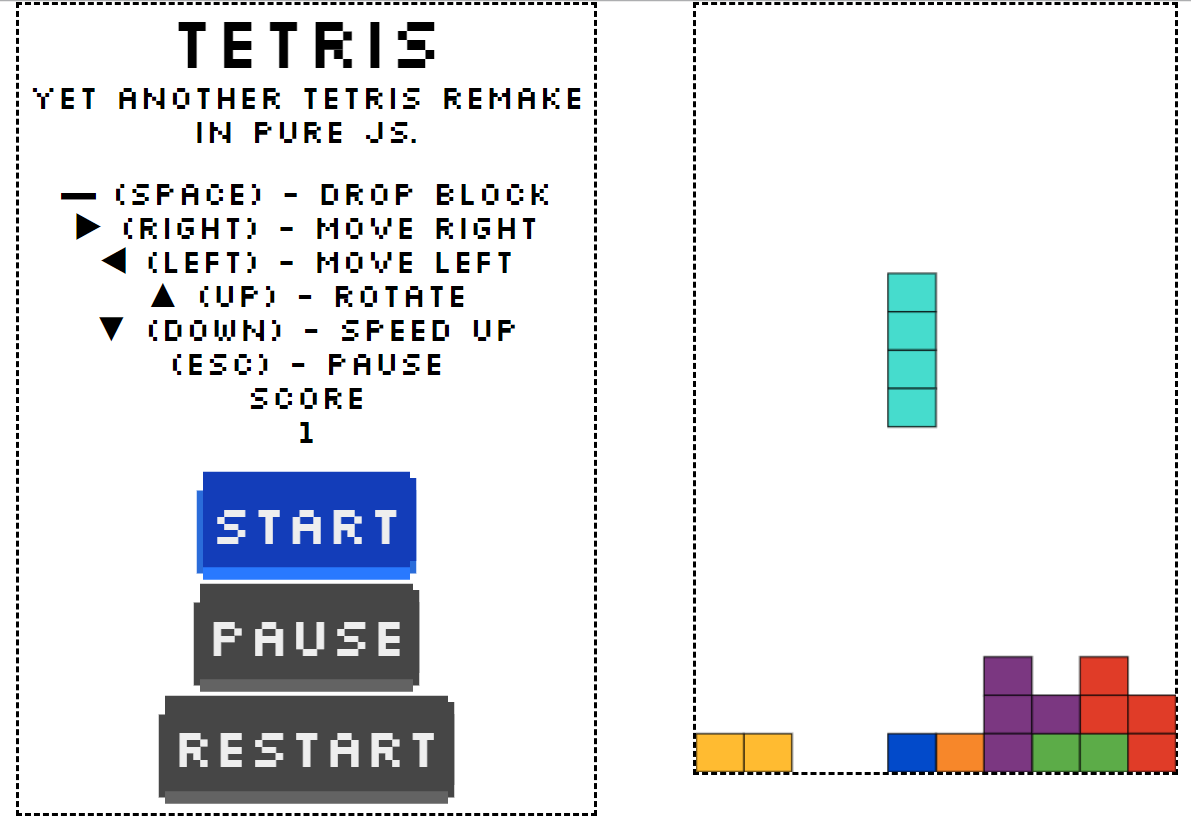 TETRIS
YET ANOTHER TETRIS REMAKE
IN PURE JS.
— (SPACE) - DROP BLOCK
▶ (RIGHT) - MOVE RIGHT
◀ (LEFT) - MOVE LEFT
▲ (UP) - ROTATE
▼ (DOWN) - SPEED UP
(ESC) - PAUSE
SCORE
1
START
PAUSE
RESTART